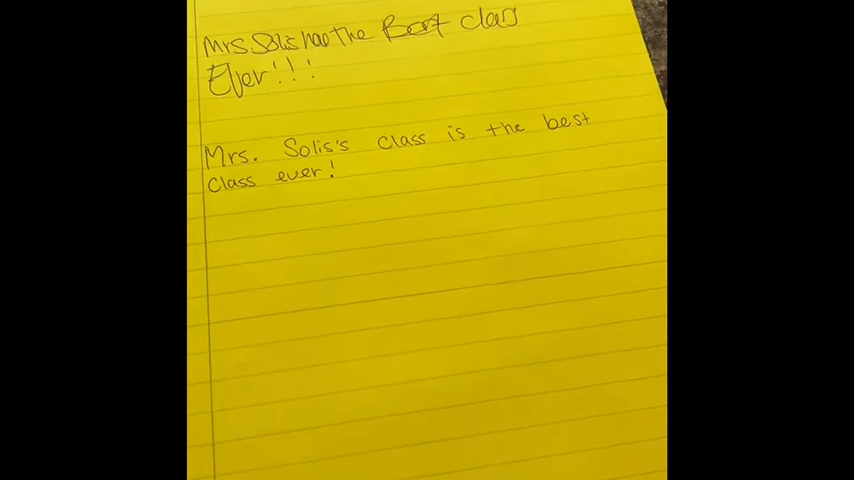 Mrs. Solis has the Best class
Ever!!!
Mrs. Solis's class is the best
class ever!